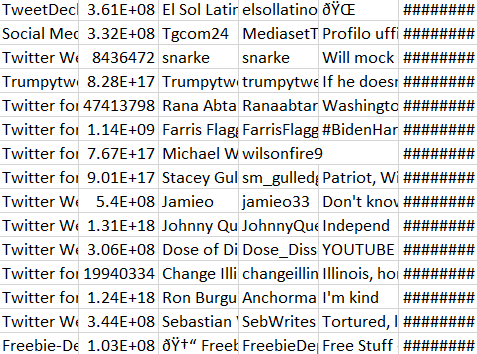 TweetDecl 3.61E+08 El Sol Latin elsollatino ðŸŒ ########
Social Med 3.32E+08 Tgcom24 MediasetT Profilo uffi ########
Twitter We 8436472 snarke snarke Will mock ########
Trumpytwe 8.28E+17 Trumpytw trumpytwe If he doesn ########
Twitter for 47413798 Rana Abta Ranaabtar Washingto ########
Twitter for 1.14E+09 Farris Flagg FarrisFlagg #BidenHar ########
Twitter for 7.67E+17 Michael W wilsonfire9 ########
Twitter for 9.01E+17 Stacey Gul sm_gulledg Patriot, Wi ########
Twitter We 5.4E+08 Jamieo jamieo33 Don't know ########
Twitter We 1.31E+18 Johnny Qu JohnnyQue Independ ########
Twitter We 3.06E+08 Dose of Di Dose_Diss YOUTUBE ########
Twitter for 19940334 Change Illi changeillin Illinois, hor ########
Twitter for 1.24E+18 Ron Burgu Anchorma I'm kind ########
Twitter We 3.44E+08 Sebastian SebWrites Tortured, l ########
Freebie-De 1.03E+08 ðŸ†“ Freeb FreebieDep Free Stuff ########